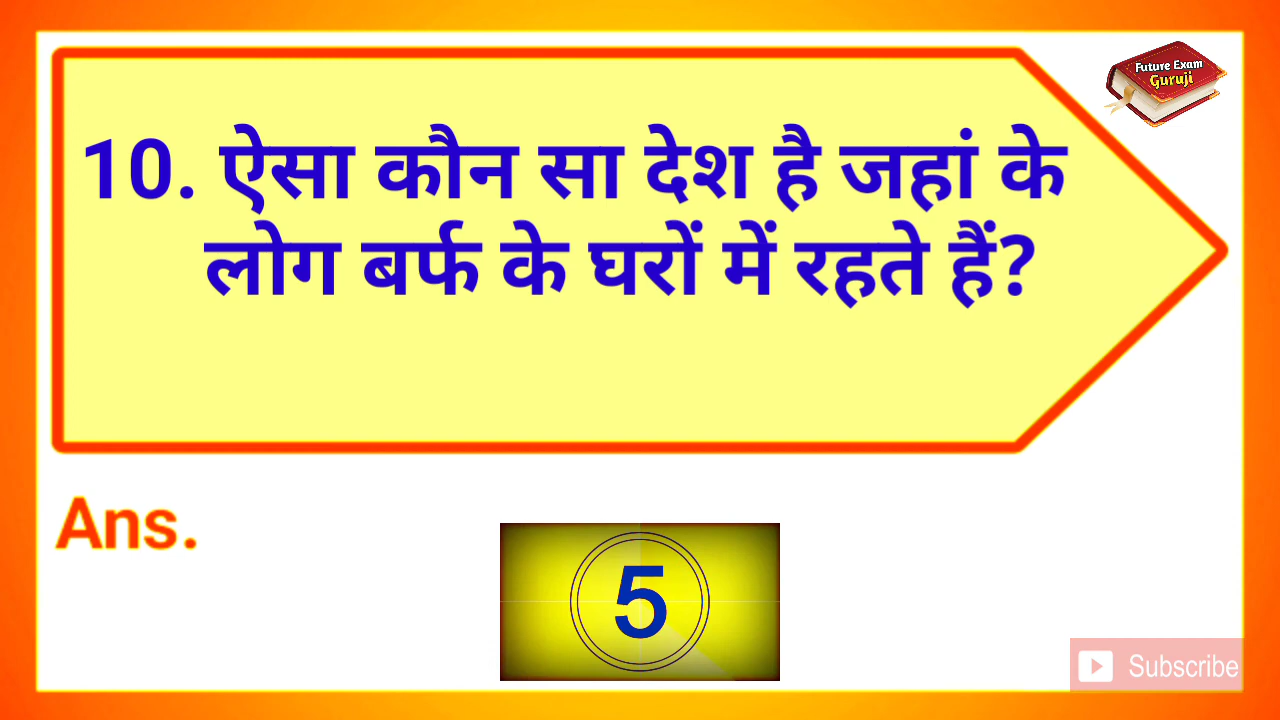 Future Exam
Guruji
10. ऐसा कौन सा देश है जहां के
लोग बर्फ के घरों में रहते हैं?
Ans.
5
Subscribe